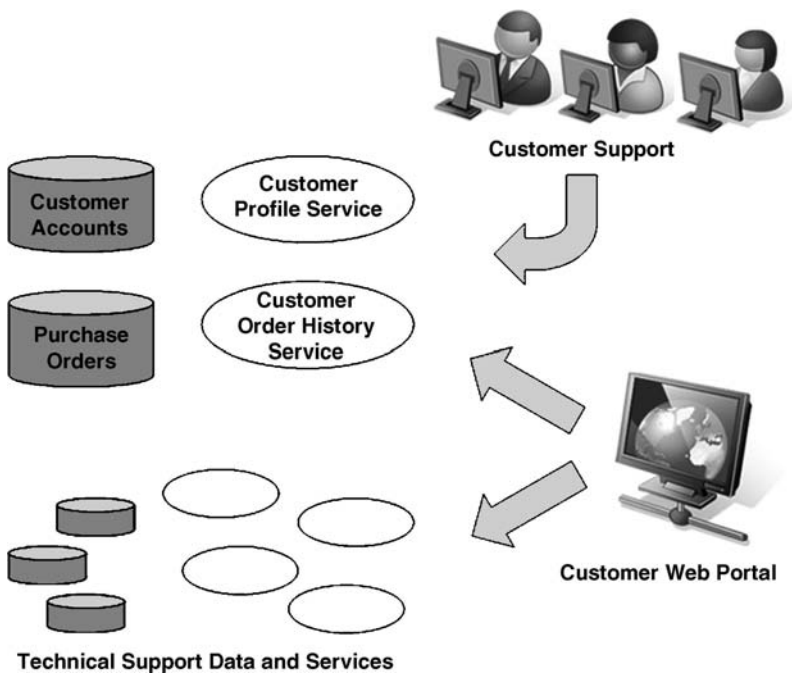 Customer Support
Customer
Accounts
Customer
Profile Service
Purchase
Orders
Customer
Order History
Service
Customer Web Portal
Technical Support Data and Services